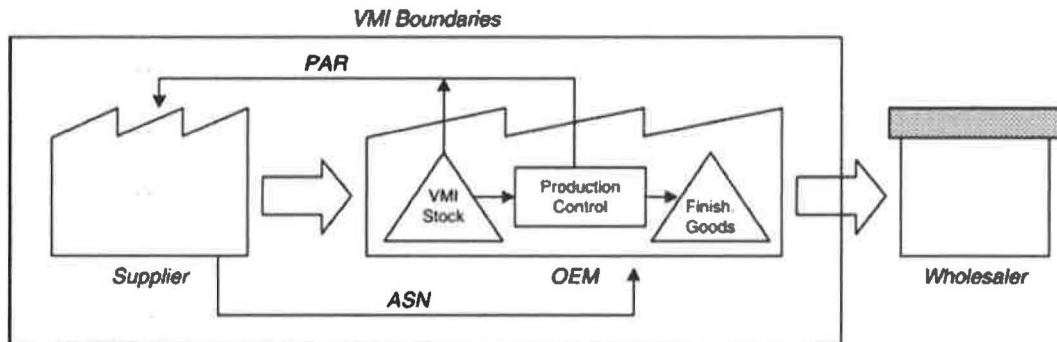 VMI Boundaries
PAR
VMI
Stock
Production
Control
Finish.
Goods
Supplier
OEM
Wholesaler
ASN